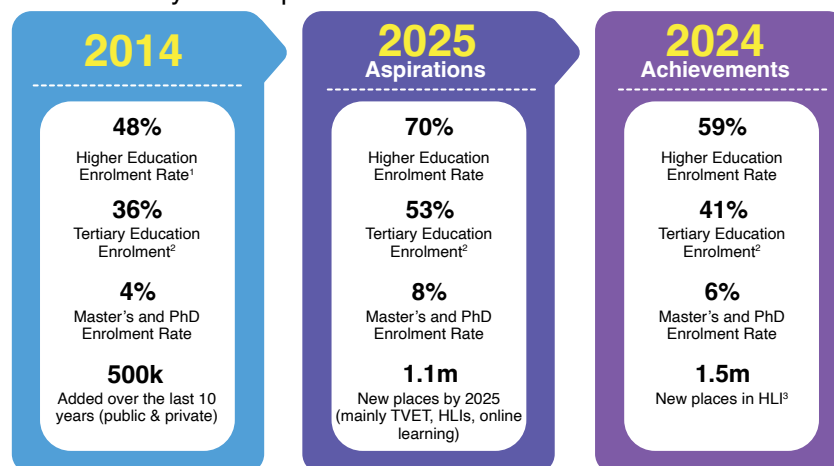 2014
48%
Higher Education
Enrolment Rate¹
36%
Tertiary Education
Enrolment²
4%
Master’s and PhD
Enrolment Rate
500k
Added over the last 10
years (public & private)
2025
Aspirations
70%
Higher Education
Enrolment Rate
53%
Tertiary Education
Enrolment²
8%
Master’s and PhD
Enrolment Rate
1.1m
New places by 2025
(mainly TVET, HLIs, online
learning)
2024
Achievements
59%
Higher Education
Enrolment Rate
41%
Tertiary Education
Enrolment²
6%
Master’s and PhD
Enrolment Rate
1.5m
New places in HLI³